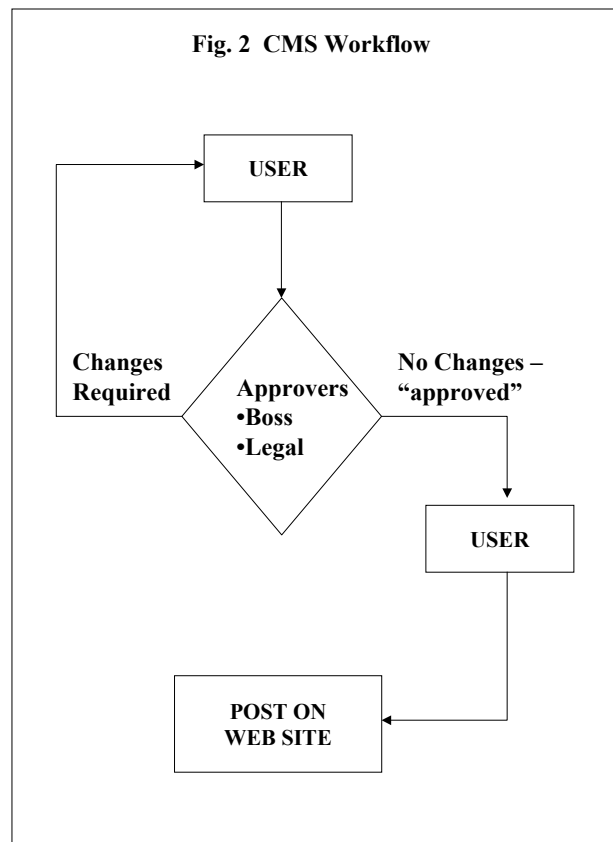 Fig. 2  CMS Workflow
USER
Changes
Required
Approvers
•Boss
•Legal
No Changes –
“approved”
USER
POST ON
WEB SITE